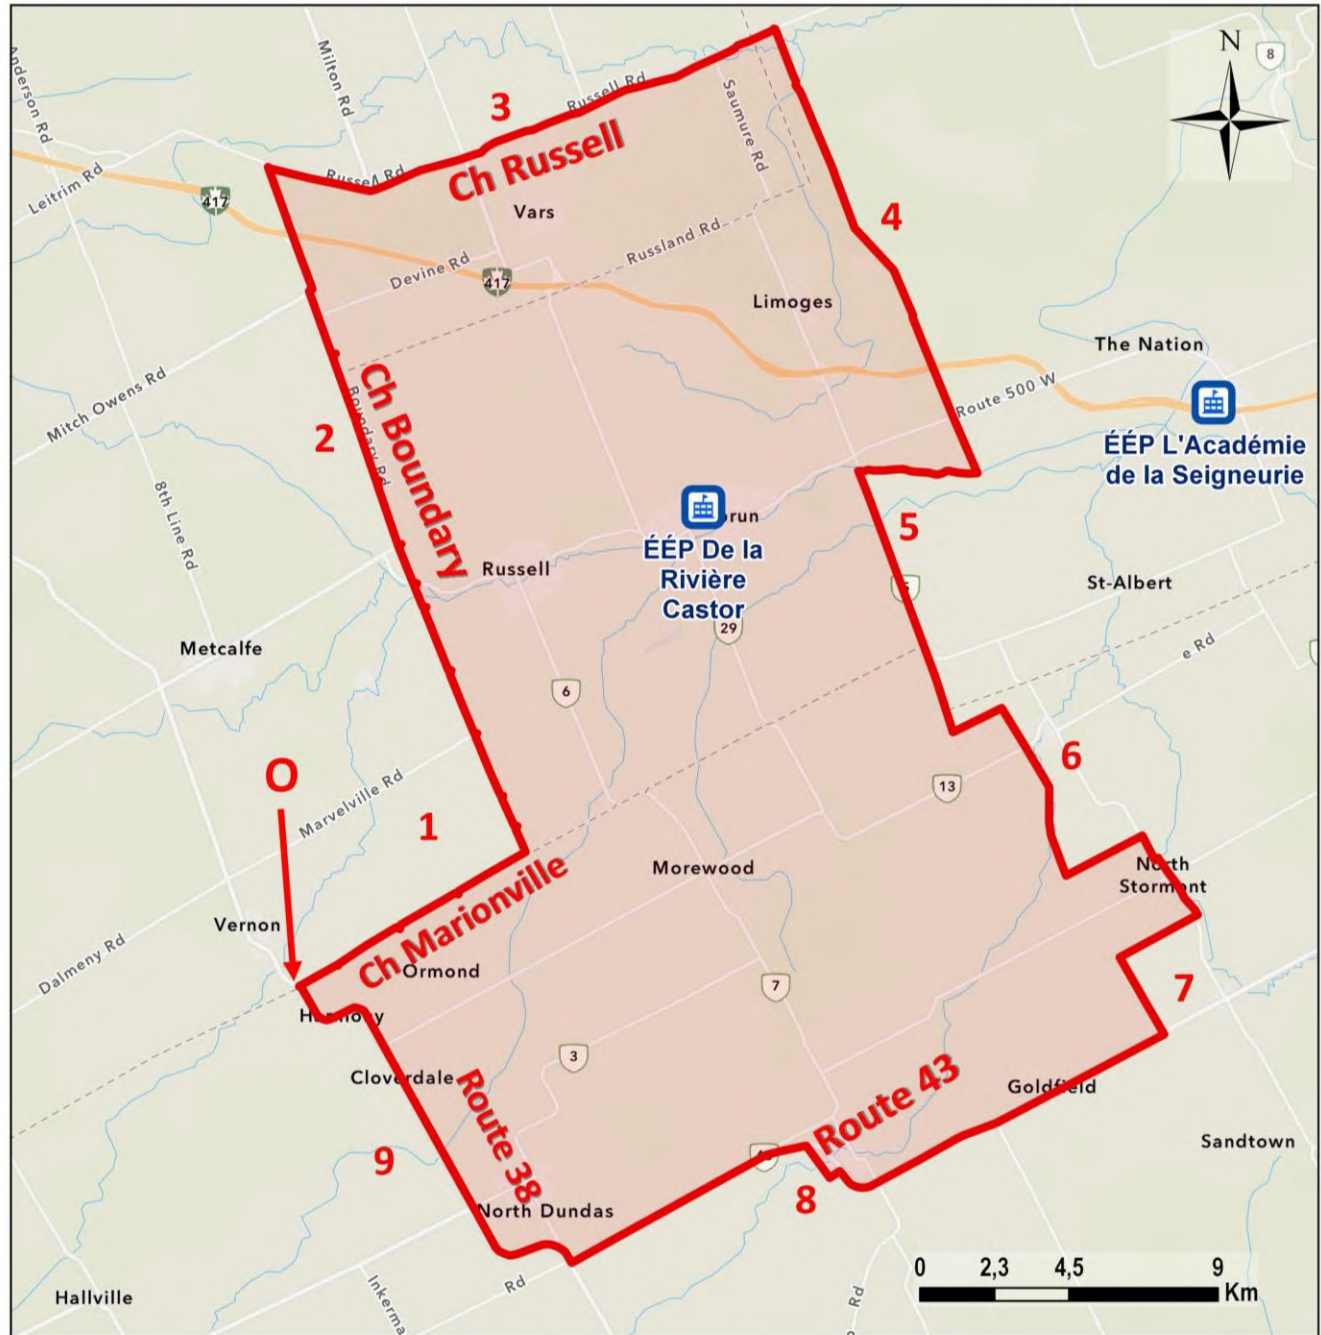 N
8
Anderson Rd
Milton Rd
3
Russell Rd
Saumure Rd
Ch Russell
Leitrim Rd
417
Vars
4
Russland Rd
Devine Rd
417
Limoges
The Nation
Mitch Owens Rd
Route 500 W
2
Boundary Rd
Ch Boundary
ÉÉP L'Académie
de la Seigneurie
8th Line Rd
5
ÉÉP De la
Rivière
Castor
Russell
St-Albert
29
Metcalfe
e Rd
6
O
6
13
Marvelville Rd
1
Morewood
North
Stormont
Vernon
Ch Marionville
Dalmeny Rd
Ormond
7
7
Harmony
3
Cloverdale
Route 38
Route 43
Goldfield
Sandtown
9
8
North Dundas
0 2,3 4,5 9
Km
Hallville
Rd
Rd